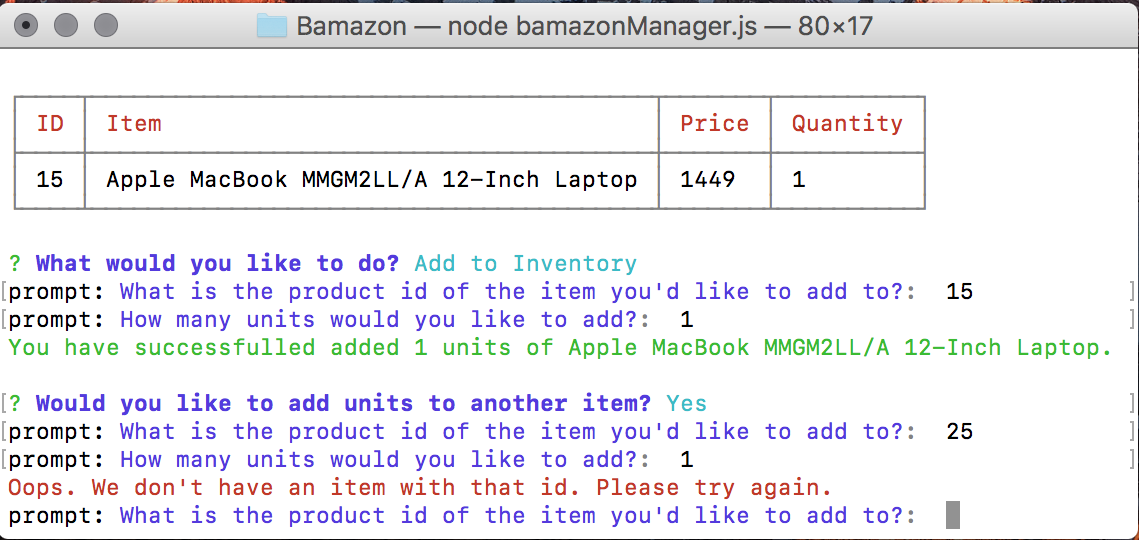 Bamazon — node bamazonManager.js — 80×17
ID Item Price Quantity
15 Apple MacBook MMGM2LL/A 12-Inch Laptop 1449 1
? What would you like to do? Add to Inventory
[prompt: What is the product id of the item you'd like to add to?:  15 ]
[prompt: How many units would you like to add?:  1 ]
You have successfulled added 1 units of Apple MacBook MMGM2LL/A 12-Inch Laptop.
[? Would you like to add units to another item? Yes ]
[prompt: What is the product id of the item you'd like to add to?:  25 ]
[prompt: How many units would you like to add?:  1 ]
Oops. We don't have an item with that id. Please try again.
prompt: What is the product id of the item you'd like to add to?: